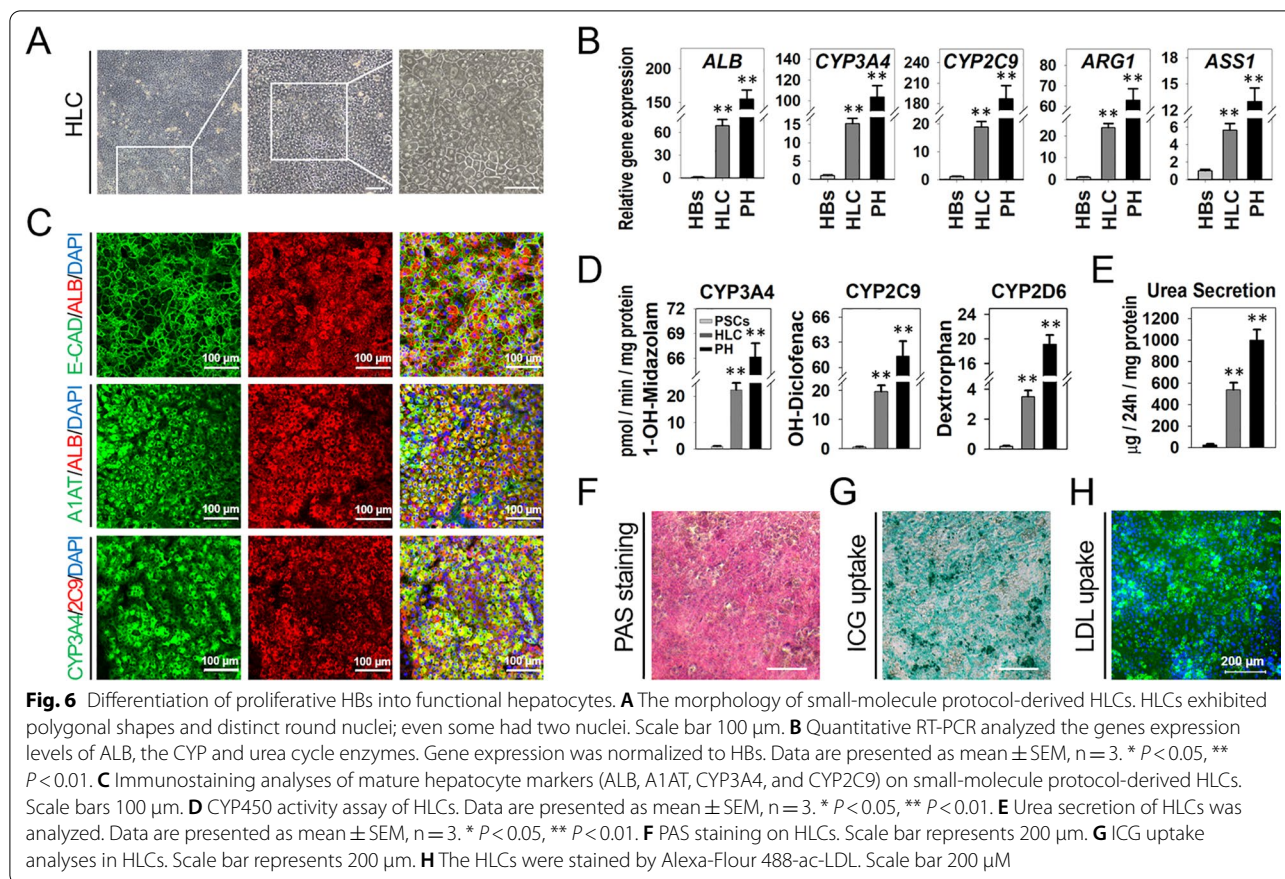 A
HLC
B
Relative gene expression
ALB
200
150
100
60
30
0
**
**
HBs
HLC
PH
CYP3A4
140
120
100
80
15
10
5
0
**
**
HBs
HLC
PH
CYP2C9
240
210
180
20
10
0
**
**
HBs
HLC
PH
ARG1
83
72
60
20
10
0
**
**
HBs
HLC
PH
ASS1
18
15
12
6
4
2
0
**
**
HBs
HLC
PH
C
E-CAD/ALB/DAPI
100 µm
100 µm
100 µm
A1AT/ALB/DAPI
100 µm
100 µm
100 µm
CYP3A4/2C9/DAPI
100 µm
100 µm
100 µm
D
pmol / min / mg protein
1-OH-Midazolam
CYP3A4
72
69
66
20
10
0
PSCs
HLC
PH
**
**
OH-Diclofenac
CYP2C9
66
63
60
20
10
0
**
**
Dextrorphan
CYP2D6
24
20
16
4
2
0
**
**
E
Urea Secretion
µg / 24h / mg protein
1200
1000
800
600
400
200
0
**
**
F
PAS staining
G
ICG uptake
H
LDL upake
200 µm
Fig. 6 Differentiation of proliferative HBs into functional hepatocytes. A The morphology of small-molecule protocol-derived HLCs. HLCs exhibited
polygonal shapes and distinct round nuclei; even some had two nuclei. Scale bar 100 µm. B Quantitative RT-PCR analyzed the genes expression
levels of ALB, the CYP and urea cycle enzymes. Gene expression was normalized to HBs. Data are presented as mean ± SEM, n = 3. * P < 0.05, **
P < 0.01. C Immunostaining analyses of mature hepatocyte markers (ALB, A1AT, CYP3A4, and CYP2C9) on small-molecule protocol-derived HLCs.
Scale bars 100 µm. D CYP450 activity assay of HLCs. Data are presented as mean ± SEM, n = 3. * P < 0.05, ** P < 0.01. E Urea secretion of HLCs was
analyzed. Data are presented as mean ± SEM, n = 3. * P < 0.05, ** P < 0.01. F PAS staining on HLCs. Scale bar represents 200 µm. G ICG uptake
analyses in HLCs. Scale bar represents 200 µm. H The HLCs were stained by Alexa-Flour 488-ac-LDL. Scale bar 200 µM